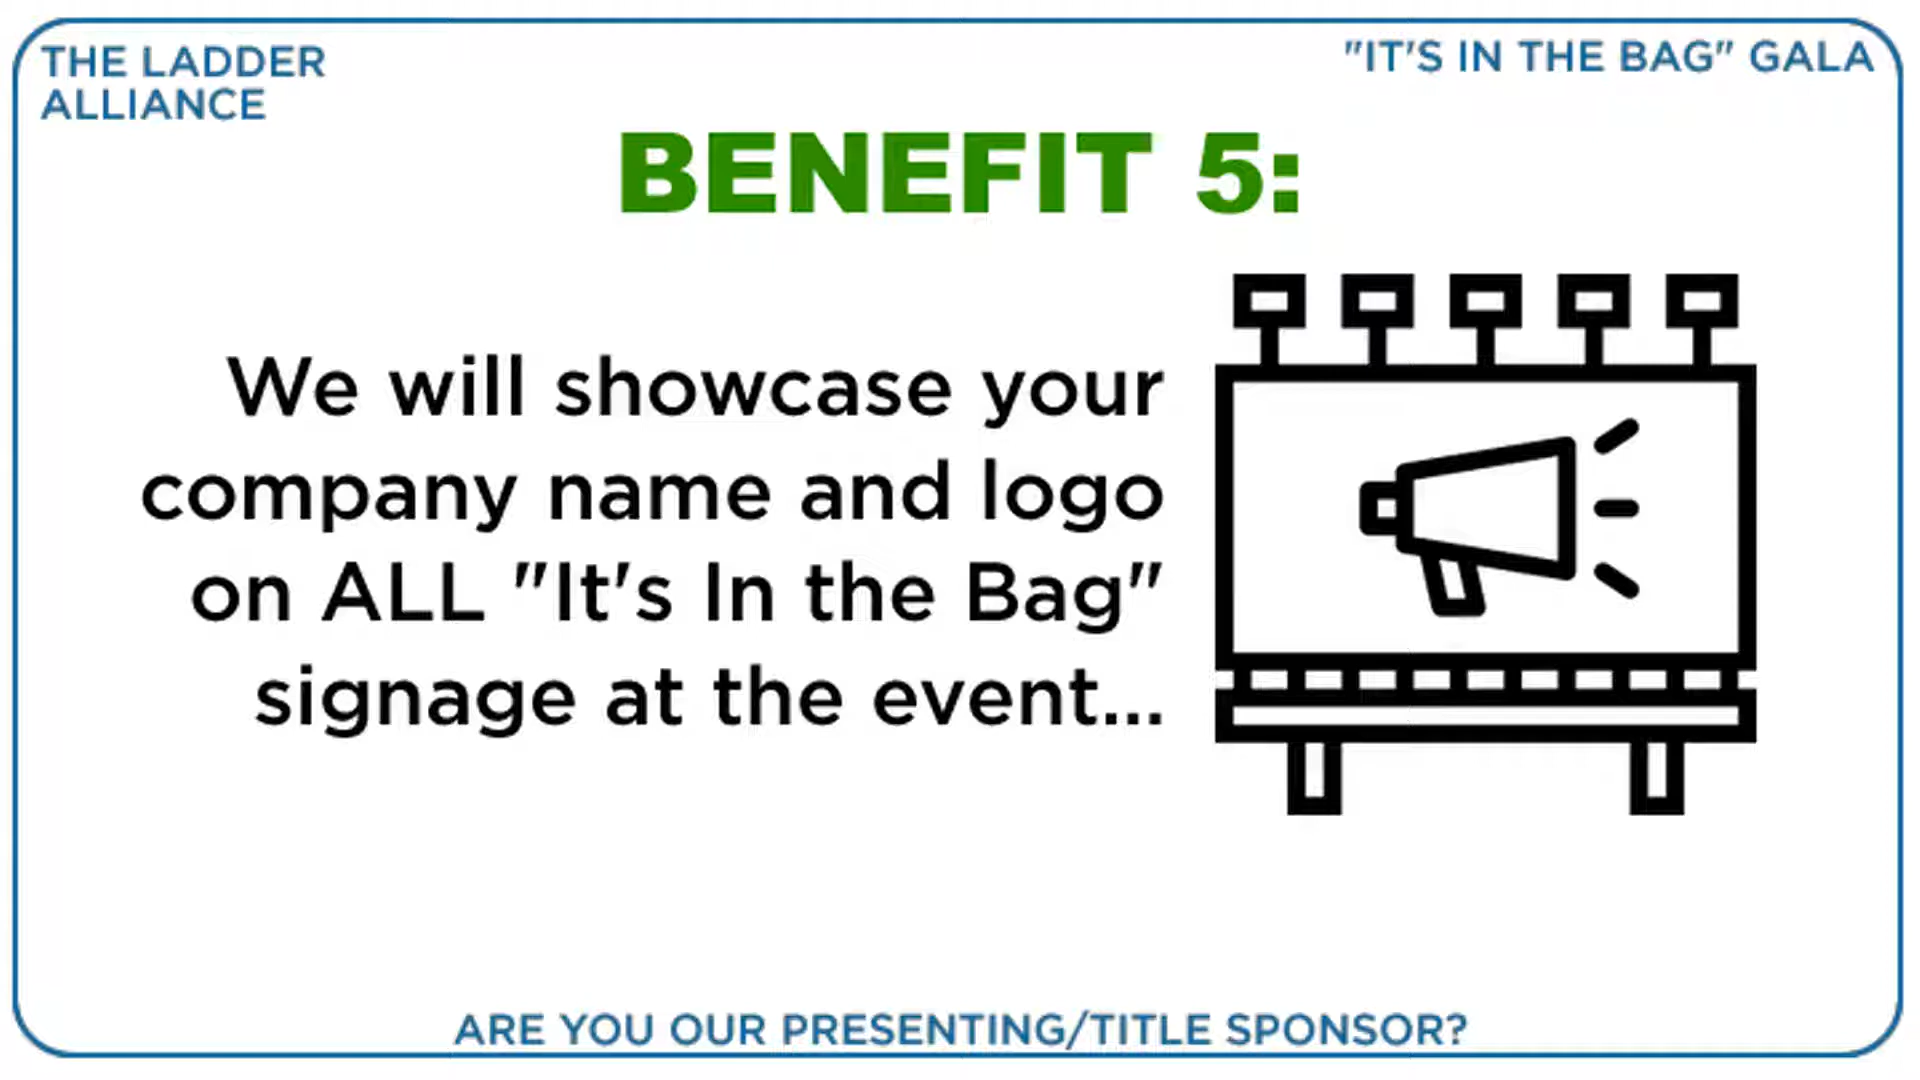 THE LADDER
ALLIANCE
"IT'S IN THE BAG" GALA
BENEFIT 5:
We will showcase your
company name and logo
on ALL "It's In the Bag"
signage at the event...
ARE YOU OUR PRESENTING/TITLE SPONSOR?